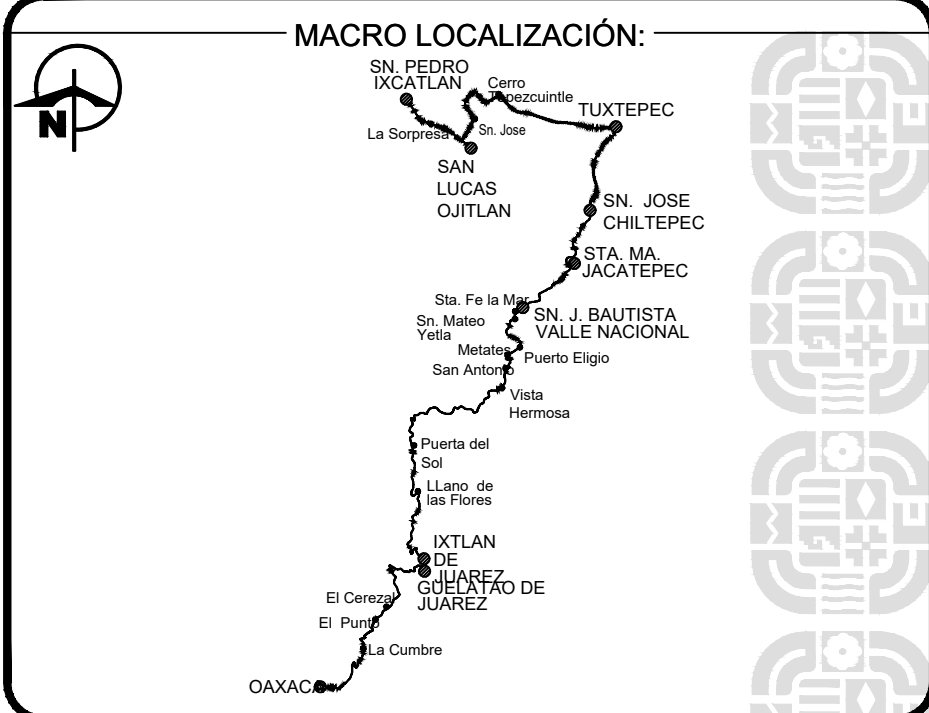 MACRO LOCALIZACIÓN:
N
SN. PEDRO
IXCATLAN
Cerro
Tepezcuintle
TUXTEPEC
La Sorpresa
Sn. Jose
SAN
LUCAS
OJITLAN
SN. JOSE
CHILTEPEC
STA. MA.
JACATEPEC
Sta. Fe la Mar
SN. J. BAUTISTA
VALLE NACIONAL
Sn. Mateo
Yetla
Metates
Puerto Eligio
San Antonio
Vista
Hermosa
Puerta del
Sol
LLano de
las Flores
IXTLAN
DE
JUAREZ
GUELATAO DE
JUAREZ
El Cerezal
El Punto
La Cumbre
OAXACA